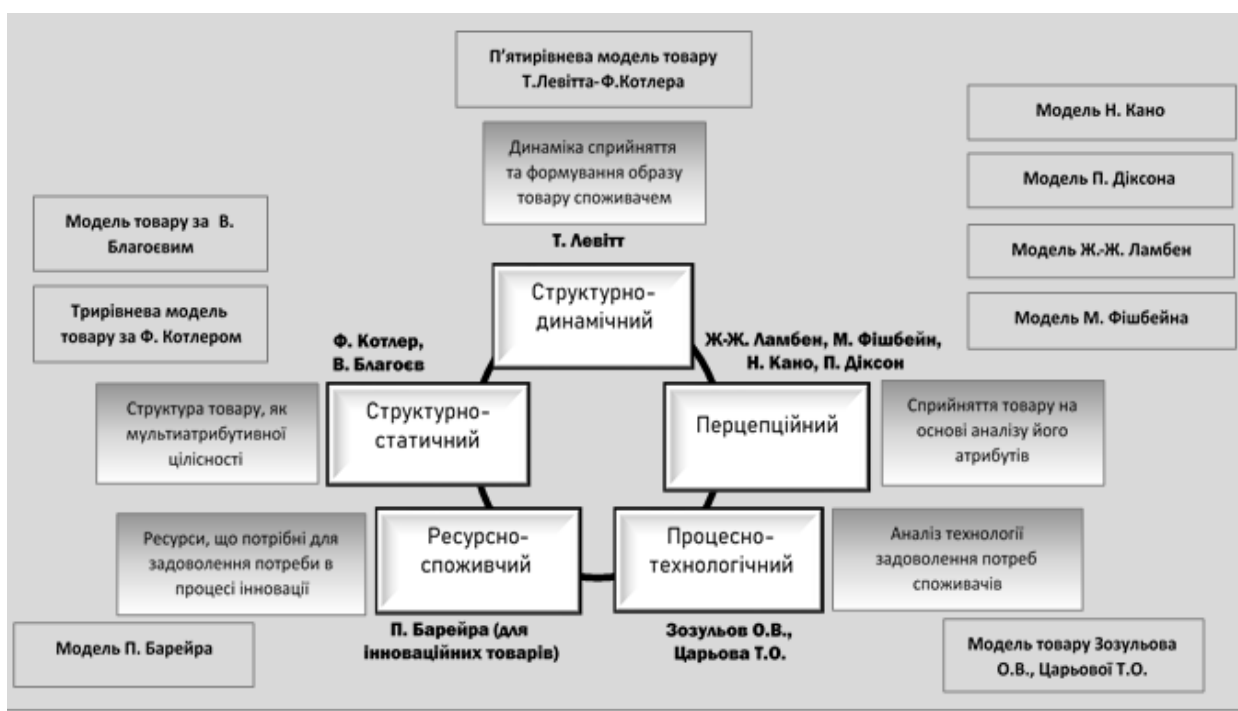 П’ятирівнева модель товару
Т.Левітта-Ф.Котлера
Динаміка сприйняття
та формування образу
товару споживачем
Т. Левітт
Структурно-
динамічний
Модель Н. Кано
Модель П. Діксона
Модель Ж.-Ж. Ламбен
Модель М. Фішбейна
Модель товару за В.
Благоєвим
Трирівнева модель
товару за Ф. Котлером
Ф. Котлер,
В. Благоєв
Ж-Ж. Ламбен, М. Фішбейн,
Н. Кано, П. Діксон
Структура товару, як
мультиатрибутивної
цілісності
Структурно-
статичний
Перцепційний
Сприйняття товару на
основі аналізу його
атрибутів
Ресурси, що потрібні для
задоволення потреби в
процесі інновації
Ресурсно-
споживчий
Процесно-
технологічний
Аналіз технології
задоволення потреб
споживачів
Модель П. Барейра
П. Барейра (для
інноваційних товарів)
Зозульов О.В.,
Царьова Т.О.
Модель товару Зозульова
О.В., Царьової Т.О.